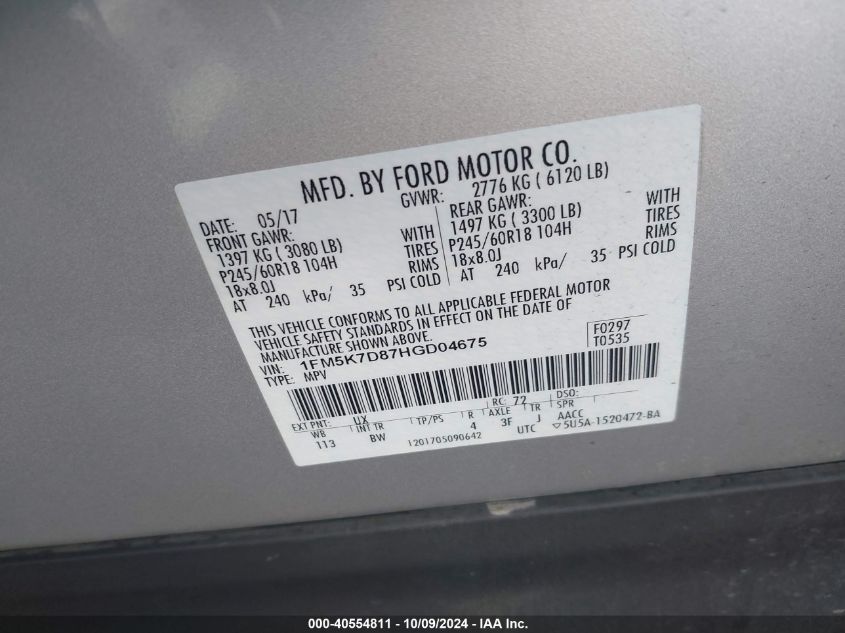 MFD. BY FORD MOTOR CO.
DATE: 05/17 GVWR: 2776 KG ( 6120 LB)
FRONT GAWR: REAR GAWR:
1397 KG ( 3080 LB) WITH 1497 KG ( 3300 LB) WITH
P245/60R18 104H TIRES P245/60R18 104H TIRES
18x8.0J RIMS 18x8.0J RIMS
AT 240 kPa/ 35 PSI COLD AT 240 kPa/ 35 PSI COLD
THIS VEHICLE CONFORMS TO ALL APPLICABLE FEDERAL MOTOR
VEHICLE SAFETY STANDARDS IN EFFECT ON THE DATE OF
MANUFACTURE SHOWN ABOVE.
VIN: 1FM5K7D87HGD04675 F0297
TYPE: MPV T0535
EXT PNT: UX RC: 72 DSO:
WB INT TR TP/PS R AXLE TR SPR
113 BW 4 3F J AACC
1201705090642 UTC ▽5U5A-1520472-BA
000-40554811 - 10/09/2024 - IAA Inc.